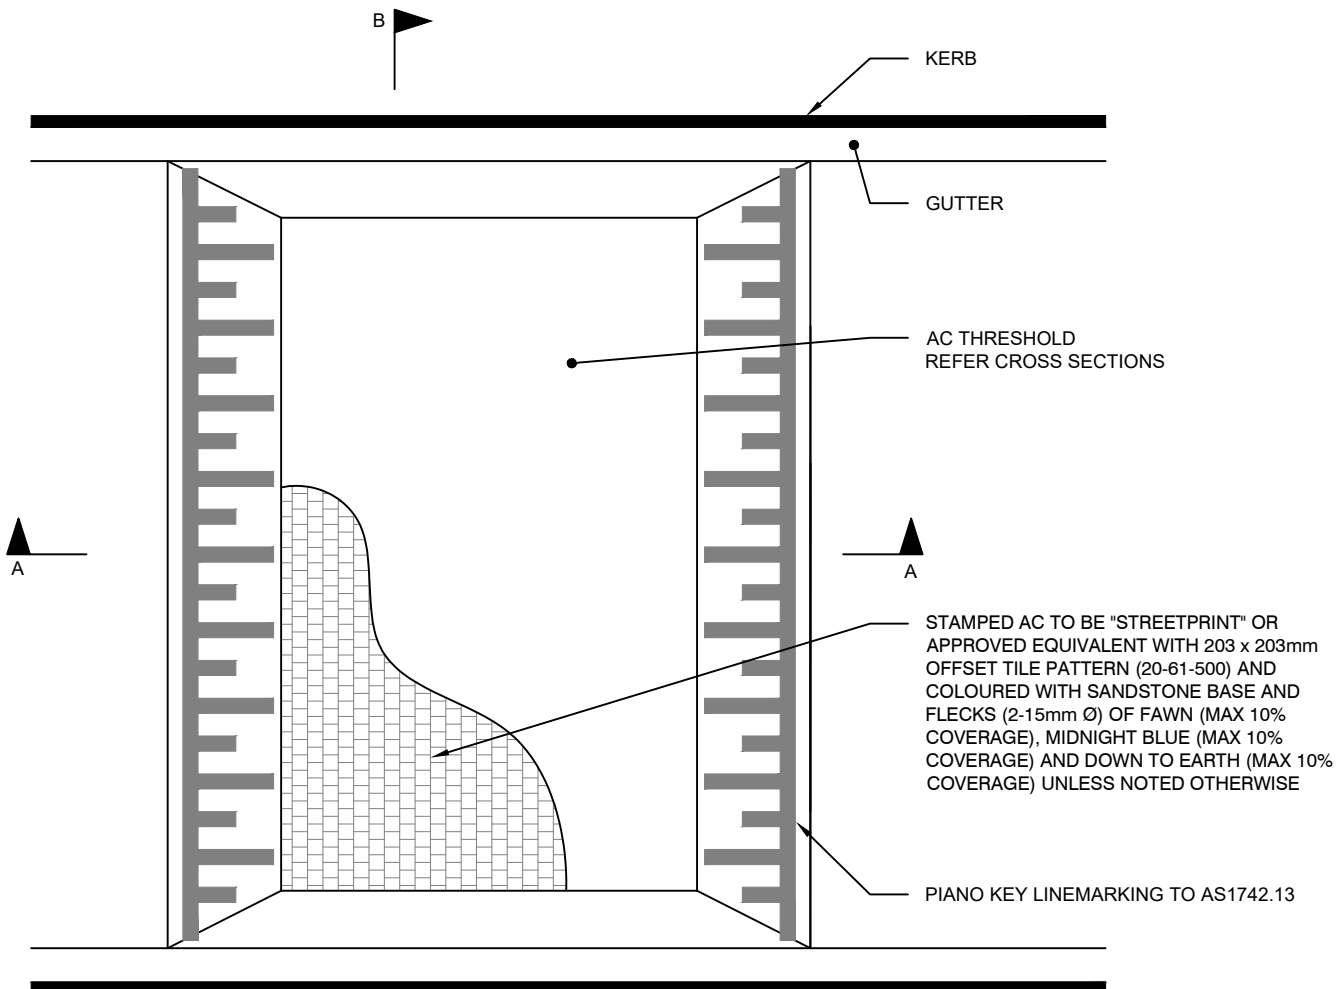 B
KERB
GUTTER
AC THRESHOLD
REFER CROSS SECTIONS
A
A
STAMPED AC TO BE "STREETPRINT" OR
APPROVED EQUIVALENT WITH 203 x 203mm
OFFSET TILE PATTERN (20-61-500) AND
COLOURED WITH SANDSTONE BASE AND
FLECKS (2-15mm Ø) OF FAWN (MAX 10%
COVERAGE), MIDNIGHT BLUE (MAX 10%
COVERAGE) AND DOWN TO EARTH (MAX 10%
COVERAGE) UNLESS NOTED OTHERWISE
PIANO KEY LINEMARKING TO AS1742.13